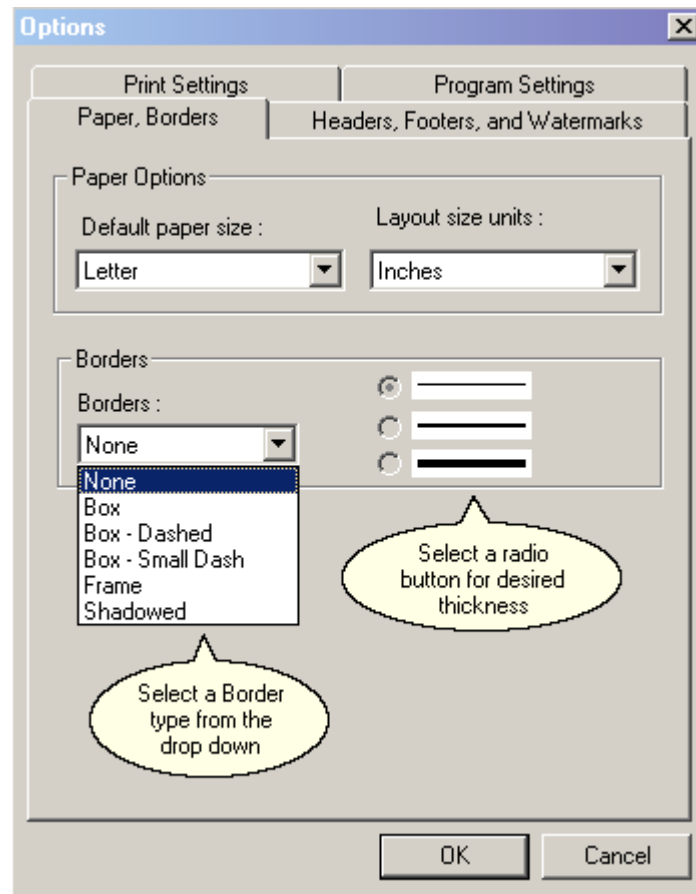 Options
Print Settings
Program Settings
Paper, Borders
Headers, Footers, and Watermarks
Paper Options
Default paper size :
Layout size units :
Letter
Inches
Borders
Borders :
None
None
Box
Box - Dashed
Box - Small Dash
Frame
Shadowed
Select a radio
button for desired
thickness
Select a Border
type from the
drop down
OK
Cancel